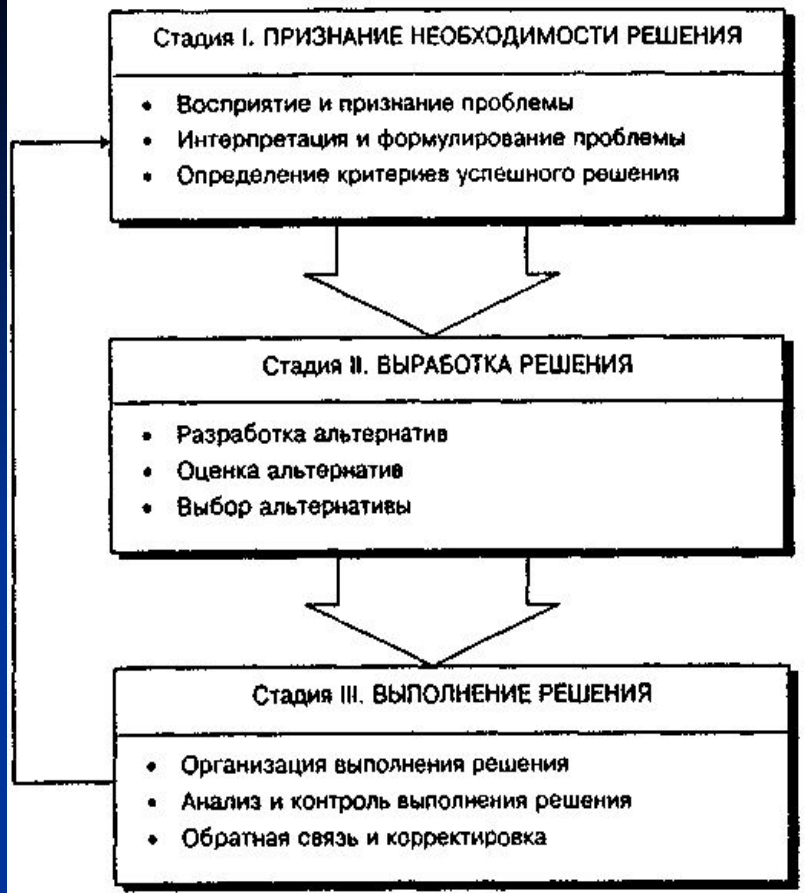 Стадия I. ПРИЗНАНИЕ НЕОБХОДИМОСТИ РЕШЕНИЯ
• Восприятие и признание проблемы
• Интерпретация и формулирование проблемы
• Определение критериев успешного решения
Стадия II. ВЫРАБОТКА РЕШЕНИЯ
• Разработка альтернатив
• Оценка альтернатив
• Выбор альтернативы
Стадия III. ВЫПОЛНЕНИЕ РЕШЕНИЯ
• Организация выполнения решения
• Анализ и контроль выполнения решения
• Обратная связь и корректировка